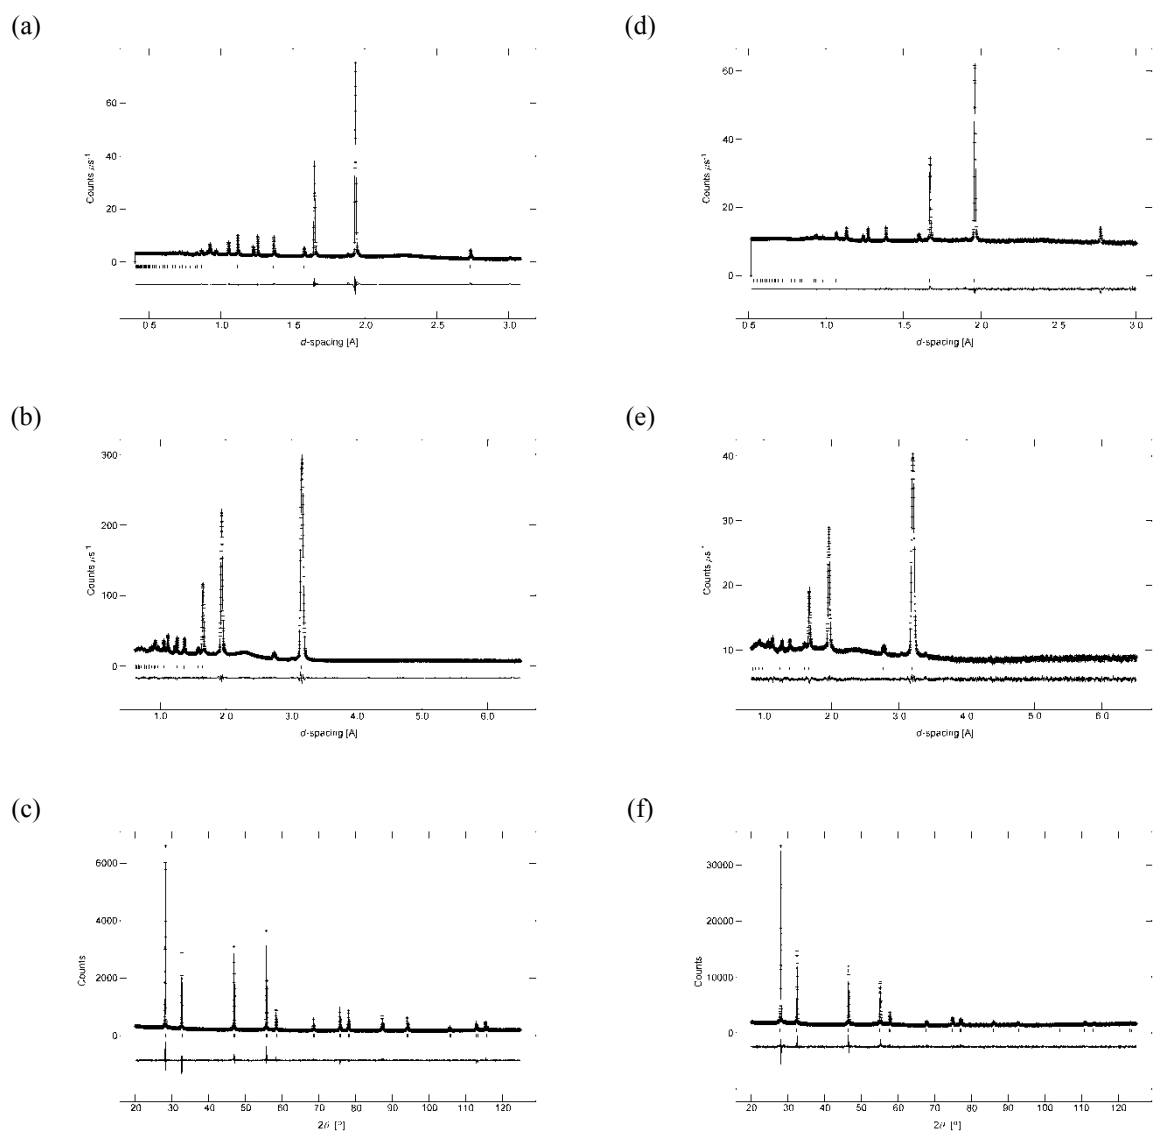 (a)
60
40
20
0
Counts μs⁻¹
0.5 1.0 1.5 2.0 2.5 3.0
d-spacing [A]
(d)
60
40
20
0
Counts μs⁻¹
0.5 1.0 1.5 2.0 2.5 3.0
d-spacing [A]
(b)
300
200
100
0
Counts μs⁻¹
1.0 2.0 3.0 4.0 5.0 6.0
d-spacing [A]
(e)
40
30
20
10
Counts μs
1.0 2.0 3.0 4.0 5.0 6.0
d-spacing [A]
(c)
6000
4000
2000
0
Counts
20 30 40 50 60 70 80 90 100 110 120
[°]
(f)
30000
20000
10000
0
Counts
20 30 40 50 60 70 80 90 100 110 120
[°]